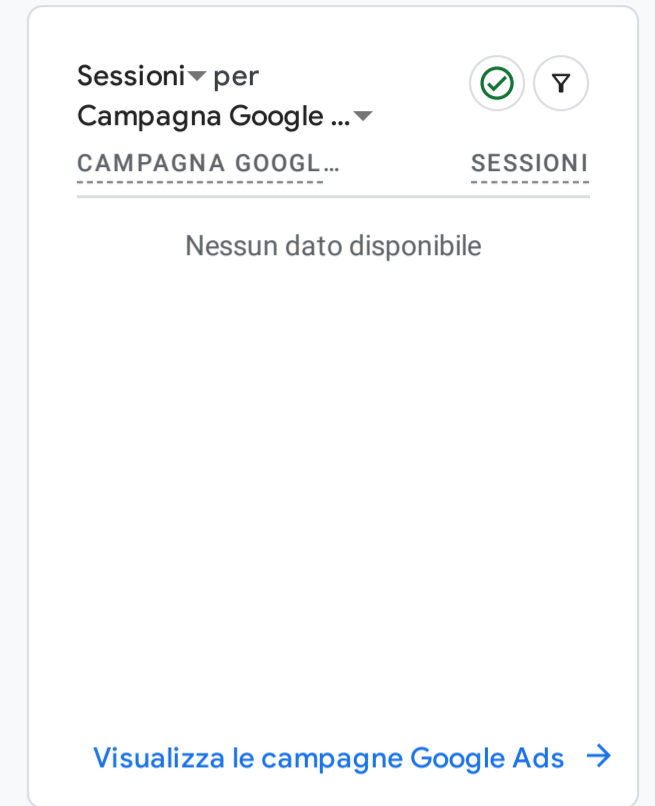 Sessioni per
Campagna Google ...
CAMPAGNA GOOGL... SESSIONI
Nessun dato disponibile
Visualizza le campagne Google Ads